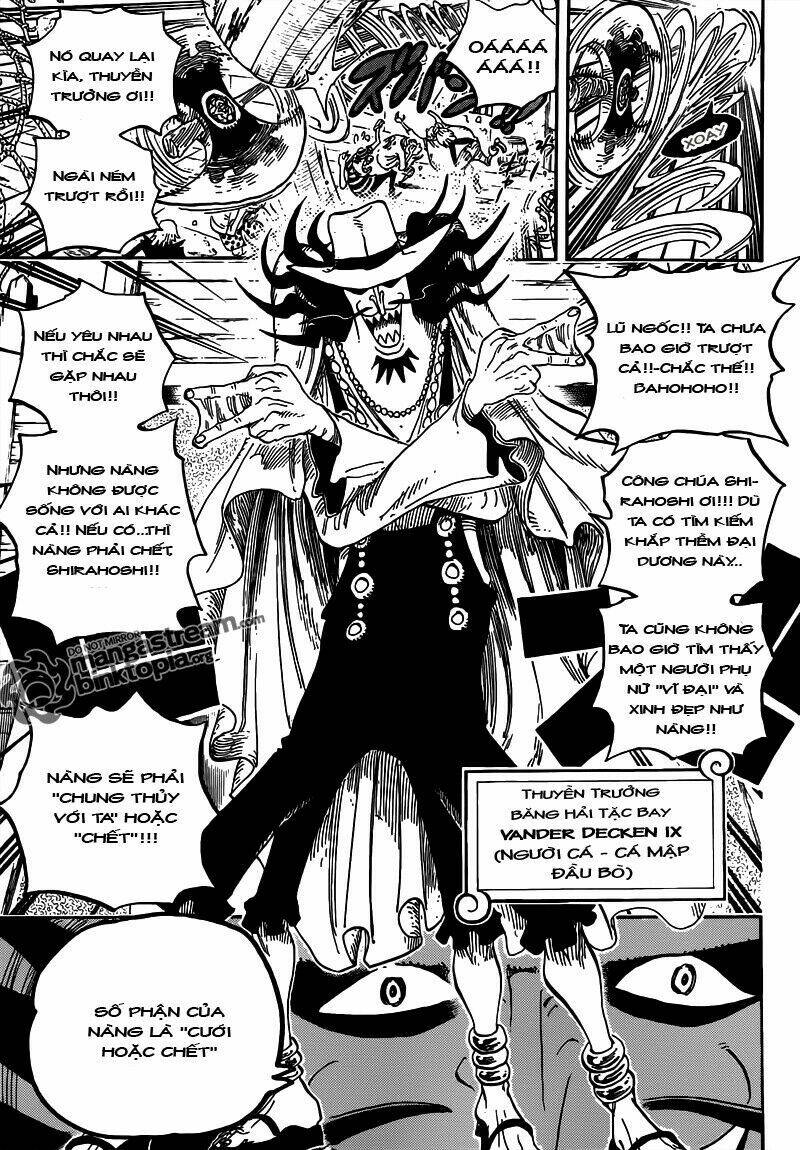 XOAY
OÁÁÁÁ
ÁÁÁ!!
NÓ QUAY LẠI
KÌA, THUYỀN
TRƯỞNG ƠI!!
NGÀI NÉM
TRƯỢT RỒI!!
LŨ NGỐC!! TA CHƯA
BAO GIỜ TRƯỢT
CẢ!!-CHẮC THẾ!!
BAHOHOHO!!
CÔNG CHÚA SHI-
RAHOSHI ƠI!!! DÙ
TA CÓ TÌM KIẾM
KHẮP THỀM ĐẠI
DƯƠNG NÀY..
TA CŨNG KHÔNG
BAO GIỜ TÌM THẤY
MỘT NGƯỜI PHỤ
NỮ "VĨ ĐẠI" VÀ
XINH ĐẸP NHƯ
NÀNG!!
NẾU YÊU NHAU
THÌ CHẮC SẼ
GẶP NHAU
THÔI!!
NHƯNG NÀNG
KHÔNG ĐƯỢC
SỐNG VỚI AI KHÁC
CẢ!! NẾU CÓ..THÌ
NÀNG PHẢI CHẾT,
SHIRAHOSHI!!
DO NOT MIRROR
mangastream.com
binktopia.org
NÀNG SẼ PHẢI
"CHUNG THỦY
VỚI TA" HOẶC
"CHẾT"!!!
THUYỀN TRƯỞNG
BĂNG HẢI TẶC BAY
VANDER DECKEN IX
(NGƯỜI CÁ - CÁ MẬP
ĐẦU BÒ)
SỐ PHẬN CỦA
NÀNG LÀ "CƯỚI
HOẶC CHẾT"